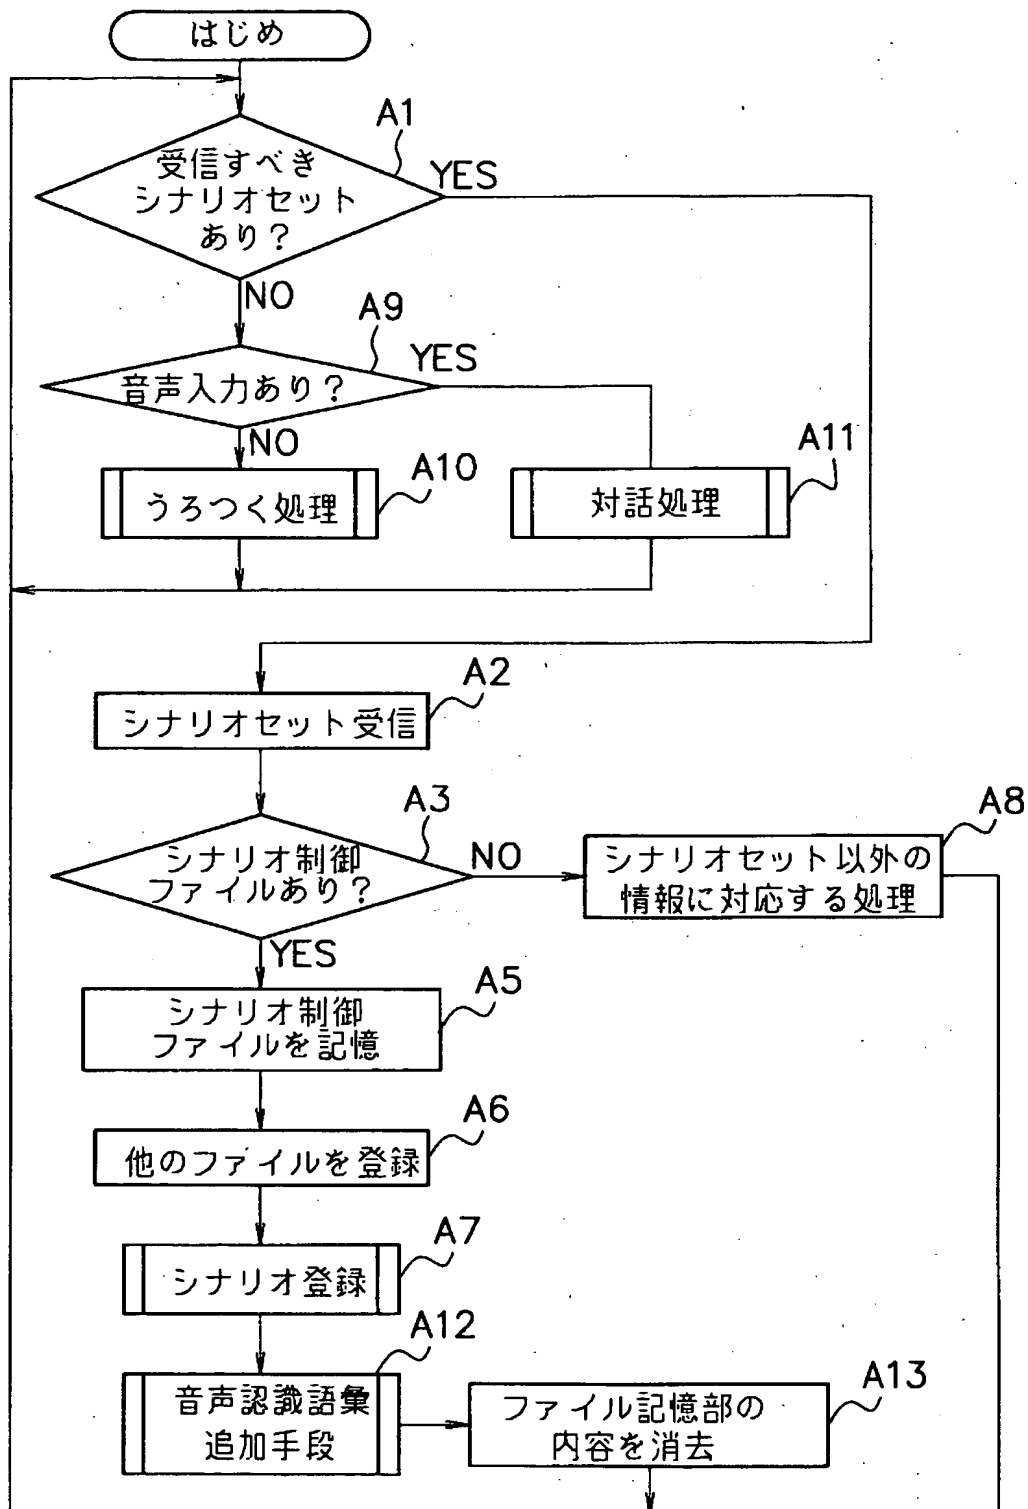 はじめ
A1
受信すべき
シナリオセット
あり?
YES
NO
A9
音声入力あり?
YES
NO
A10
うろつく処理
A11
対話処理
A2
シナリオセット受信
A3
シナリオ制御
ファイルあり?
NO
YES
A8
シナリオセット以外の
情報に対応する処理
A5
シナリオ制御
ファイルを記憶
A6
他のファイルを登録
A7
シナリオ登録
A12
音声認識語彙
追加手段
A13
ファイル記憶部の
内容を消去